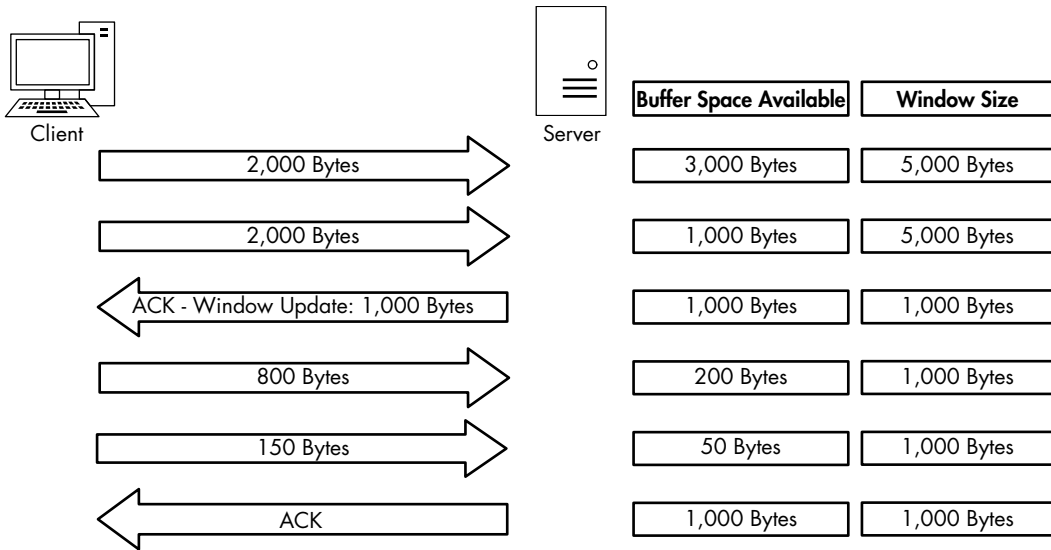 Client
Server
Buffer Space Available Window Size
2,000 Bytes 3,000 Bytes 5,000 Bytes
2,000 Bytes 1,000 Bytes 5,000 Bytes
ACK - Window Update: 1,000 Bytes 1,000 Bytes 1,000 Bytes
800 Bytes 200 Bytes 1,000 Bytes
150 Bytes 50 Bytes 1,000 Bytes
ACK 1,000 Bytes 1,000 Bytes